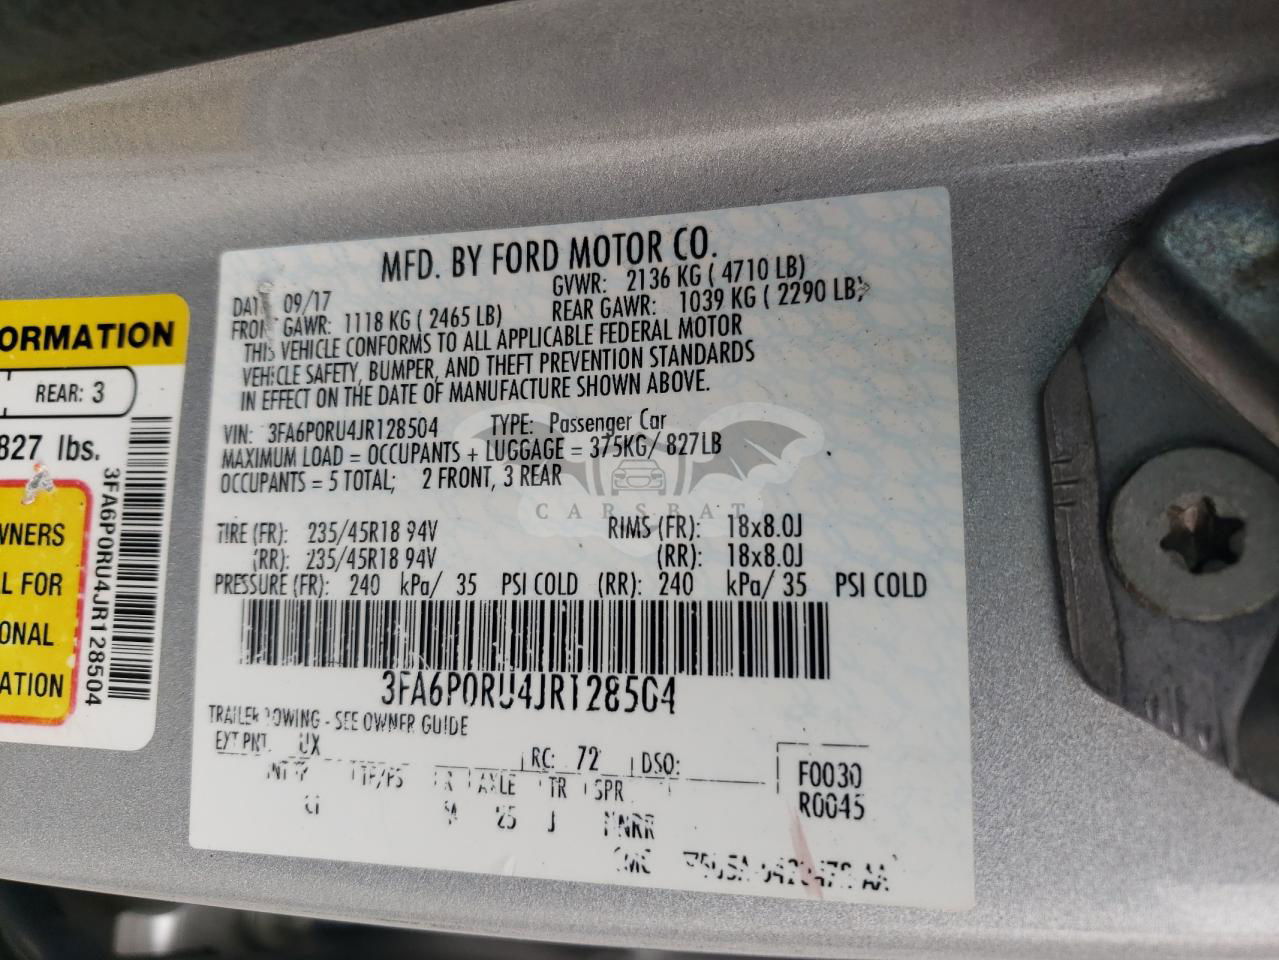 ORMATION
REAR: 3
827 lbs.
WNERS
L FOR
ONAL
ATION
3FA6P0RU4JR128504
MFD. BY FORD MOTOR CO.
09/17 GVWR: 2136 KG ( 4710 LB)
GAWR: 1118 KG ( 2465 LB) REAR GAWR: 1039 KG ( 2290 LB)
THIS VEHICLE CONFORMS TO ALL APPLICABLE FEDERAL MOTOR
VEHICLE SAFETY, BUMPER, AND THEFT PREVENTION STANDARDS
IN EFFECT ON THE DATE OF MANUFACTURE SHOWN ABOVE.
VIN: 3FA6P0RU4JR128504 TYPE: Passenger Car
MAXIMUM LOAD = OCCUPANTS + LUGGAGE = 375KG/ 827LB
OCCUPANTS = 5 TOTAL; 2 FRONT, 3 REAR
CARSBAT
TIRE (FR): 235/45R18 94V RIMS (FR): 18x8.0J
(RR): 235/45R18 94V (RR): 18x8.0J
PRESSURE (FR): 240 kPa/ 35 PSI COLD (RR): 240 kPa/ 35 PSI COLD
3FA6P0RU4JR128504
TRAILER TOWING - SEE OWNER GUIDE
EXT PNT: UX RC: 72 DSO:
AXLE TR SPR
J
F0030
R0045